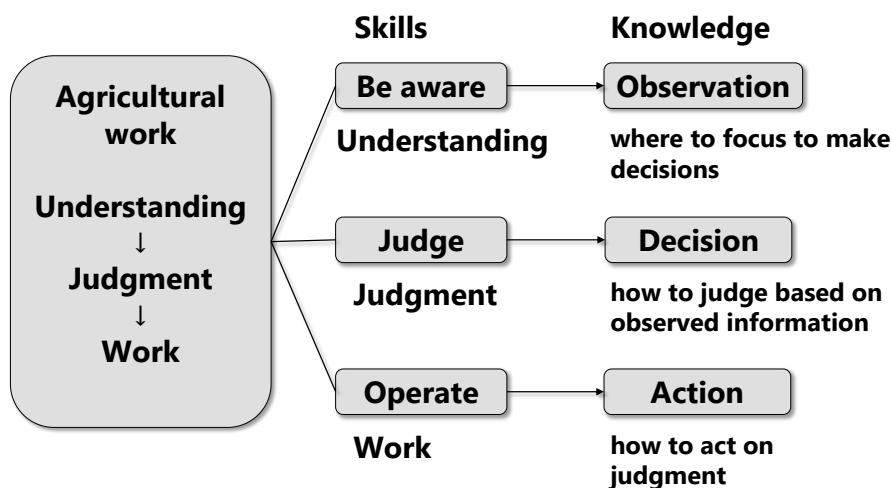 Skills
Knowledge
Agricultural
work
Understanding
↓
Judgment
↓
Work
Be aware
Observation
Understanding
where to focus to make
decisions
Judge
Decision
Judgment
how to judge based on
observed information
Operate
Action
Work
how to act on
judgment